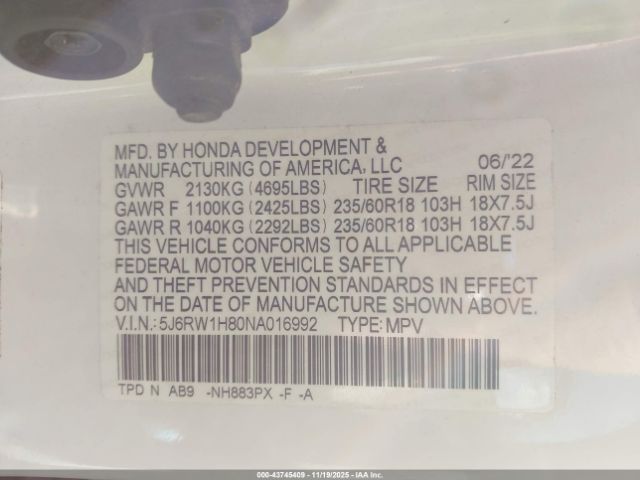 MFD. BY HONDA DEVELOPMENT &
MANUFACTURING OF AMERICA, LLC 06/'22
GVWR 2130KG (4695LBS) TIRE SIZE RIM SIZE
GAWR F 1100KG (2425LBS) 235/60R18 103H 18X7.5J
GAWR R 1040KG (2292LBS) 235/60R18 103H 18X7.5J
THIS VEHICLE CONFORMS TO ALL APPLICABLE
FEDERAL MOTOR VEHICLE SAFETY
AND THEFT PREVENTION STANDARDS IN EFFECT
ON THE DATE OF MANUFACTURE SHOWN ABOVE.
V.I.N.: 5J6RW1H80NA016992 TYPE: MPV
TPD N AB9 -NH883PX -F -A
000-43745409 - 11/19/2025 - IAAI Inc.